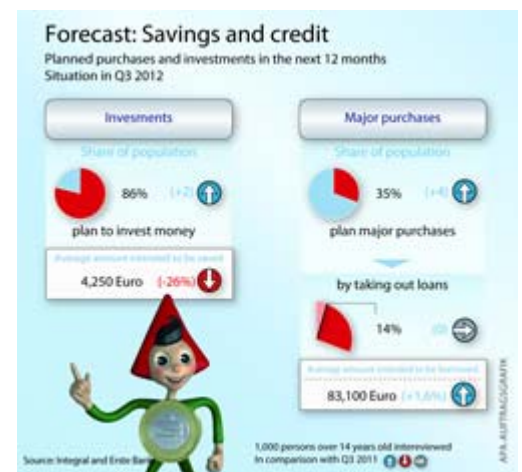 Forecast: Savings and credit
Planned purchases and investments in the next 12 months
Situation in Q3 2012
Invesments
Share of population
86% (+2)
plan to invest money
Average amount intended to be saved
4,250 Euro (-26%)
Major purchases
Share of population
35% (+4)
plan major purchases
by taking out loans
14% (0)
Average amount intended to be borrowed
83,100 Euro (+1,6%)
1,000 persons over 14 years old intereviewed
In comparison with Q3 2011
Source: Integral and Erste Bank
APA-AUFTRAGSGRAFIK